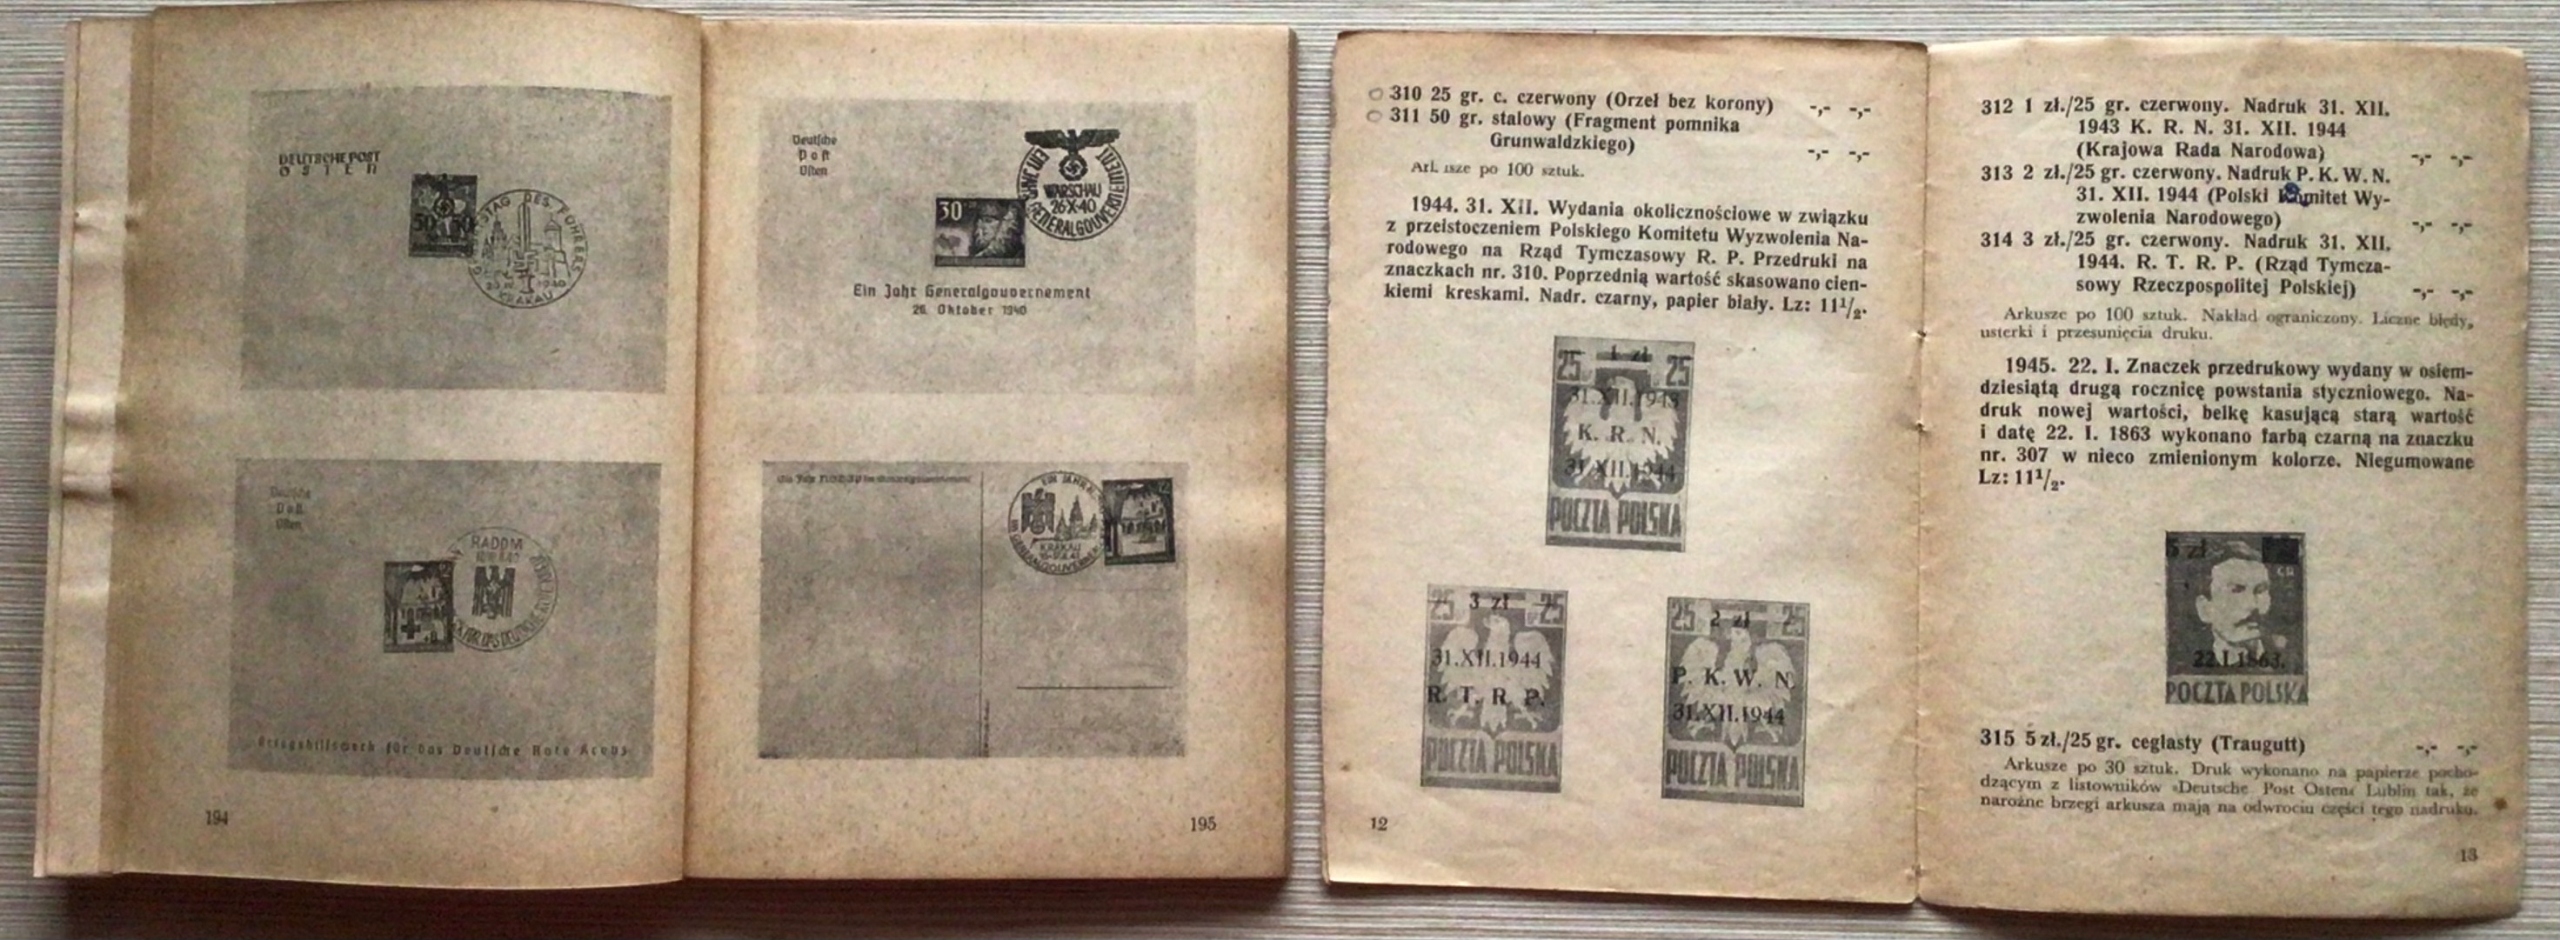 DEUTSCHE POST
OSTEN
50 50
TAG DES FÜHRERS
1940
KRAKAU
Deutsche
Post
Osten
RADOM
Kriegshilfswerk für das Deutsche Rote Kreuz
194
Deutsche
Post
Osten
WARSCHAU
26·X·40
GENERALGOUVERNEMENT
30
Ein Jahr Generalgouvernement
26. Oktober 1940
EIN JAHR
KRAKAU
GENERALGOUVERNEM
195
310 25 gr. c. czerwony (Orzeł bez korony) -,- -,-
311 50 gr. stalowy (Fragment pomnika
Grunwaldzkiego) -,- -,-
Arkusze po 100 sztuk.
1944. 31. XII. Wydania okolicznościowe w związku
z przeistoczeniem Polskiego Komitetu Wyzwolenia Na-
rodowego na Rząd Tymczasowy R. P. Przedruki na
znaczkach nr. 310. Poprzednią wartość skasowano cien-
kiemi kreskami. Nadr. czarny, papier biały. Lz: 11¹/₂.
1 zł
25 25
31.XII.1943
K. R. N.
31.XII.1944
POCZTA POLSKA
25 3 zł 25
31.XII.1944
R. T. R. P.
POCZTA POLSKA
25 2 zł 25
P. K. W. N.
31.XII.1944
POCZTA POLSKA
12
312 1 zł./25 gr. czerwony. Nadruk 31. XII.
1943 K. R. N. 31. XII. 1944
(Krajowa Rada Narodowa) -,- -,-
313 2 zł./25 gr. czerwony. Nadruk P. K. W. N.
31. XII. 1944 (Polski Komitet Wy-
zwolenia Narodowego) -,- -,-
314 3 zł./25 gr. czerwony. Nadruk 31. XII.
1944. R. T. R. P. (Rząd Tymcza-
sowy Rzeczpospolitej Polskiej) -,- -,-
Arkusze po 100 sztuk. Nakład ograniczony. Liczne błędy,
usterki i przesunięcia druku.
1945. 22. I. Znaczek przedrukowy wydany w osiem-
dziesiątą drugą rocznicę powstania styczniowego. Na-
druk nowej wartości, belkę kasującą starą wartość
i datę 22. I. 1863 wykonano farbą czarną na znaczku
nr. 307 w nieco zmienionym kolorze. Niegumowane
Lz: 11¹/₂.
5 zł
GR
22.I.1863.
POCZTA POLSKA
315 5 zł./25 gr. ceglasty (Traugutt) -,- -,-
Arkusze po 30 sztuk. Druk wykonano na papierze pocho-
dzącym z listowników «Deutsche Post Osten« Lublin tak, że
narożne brzegi arkusza mają na odwrociu części tego nadruku.
13